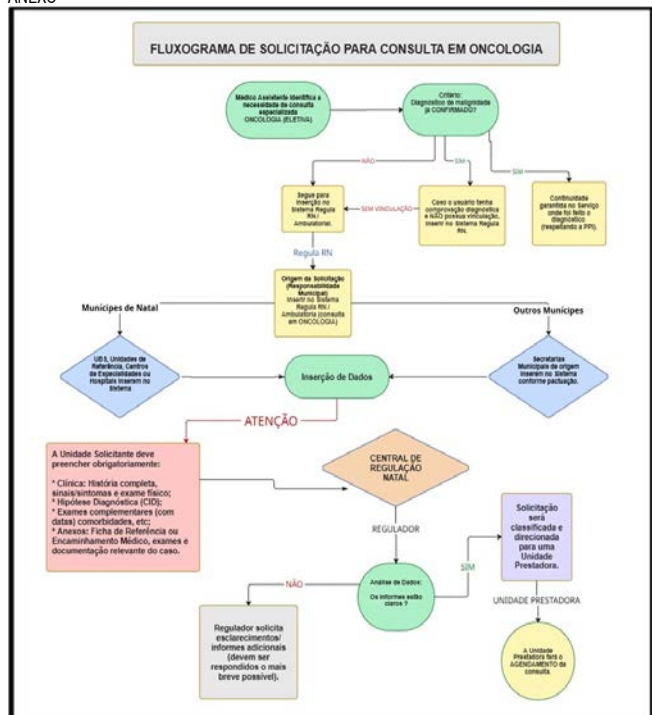 ANEXO
FLUXOGRAMA DE SOLICITAÇÃO PARA CONSULTA EM ONCOLOGIA
Médico Assistente Identifica a
necessidade de consulta
especializada
ONCOLOGIA (ELETIVA)
Critério:
Diagnóstico de malignidade
já CONFIRMADO?
NÃO
SIM
SIM
Segue para
Inserção no
Sistema Regula
RN /
Ambulatorial.
SEM VINCULAÇÃO
Caso o usuário tenha
comprovação diagnóstica
e NÃO possua vinculação,
Inserir no Sistema Regula
RN.
Continuidade
garantida no Serviço
onde foi feito o
diagnóstico
(respeitando a PPI).
Regula RN
Origem da Solicitação
(Responsabilidade
Municipal)
Inserir no Sistema
Regula RN /
Ambulatoria (consulta
em ONCOLOGIA)
Munícipes de Natal
Outros Munícipes
UBS, Unidades de
Referência, Centros
de Especialidades ou
Hospitais Inserem no
Sistema
Inserção de Dados
Secretarias
Municipais de origem
Inserem no Sistema
conforme pactuação.
ATENÇÃO
A Unidade Solicitante deve
preencher obrigatoriamente:
* Clínica: História completa,
sinais/sintomas e exame físico;
* Hipótese Diagnóstica (CID);
* Exames complementares (com
datas) comorbidades, etc;
* Anexos: Ficha de Referência ou
Encaminhamento Médico, exames e
documentação relevante do caso.
CENTRAL DE
REGULAÇÃO
NATAL
REGULADOR
Solicitação
será
classificada e
direcionada
para uma
Unidade
Prestadora.
SIM
NÃO
Análise de Dados:
Os informes estão
claros ?
UNIDADE PRESTADORA
Regulador solicita
esclarecimentos/
informes adicionais
(devem ser
respondidos o mais
breve possível).
A Unidade
Prestadora fará o
AGENDAMENTO da
consulta.